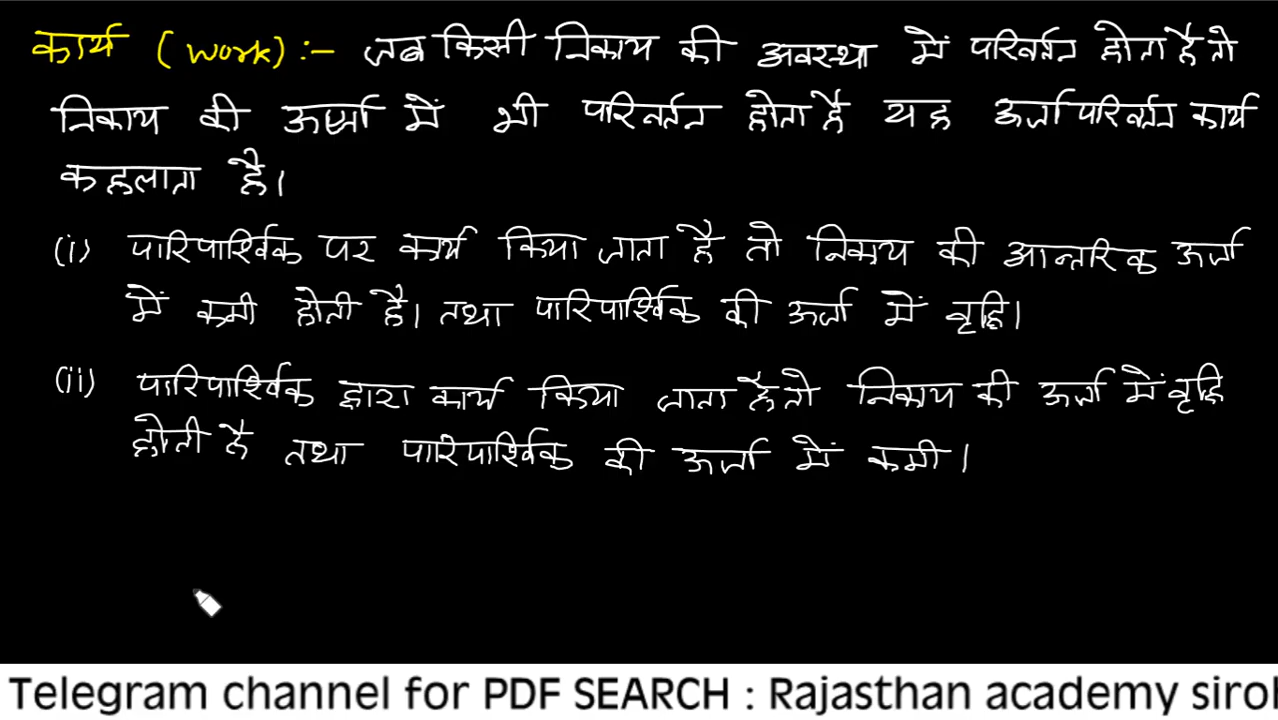 कार्य (work) :- जब किसी निकाय की अवस्था में परिवर्तन होता है तो
निकाय की ऊर्जा में भी परिवर्तन होता है यह ऊर्जा परिवर्तन कार्य
कहलाता है।
(i) पारिपार्श्विक पर कार्य किया जाता है तो निकाय की आन्तरिक ऊर्जा
में कमी होती है। तथा पारिपार्श्विक की ऊर्जा में वृद्धि।
(ii) पारिपार्श्विक द्वारा कार्य किया जाता है तो निकाय की ऊर्जा में वृद्धि
होती है तथा पारिपार्श्विक की ऊर्जा में कमी।
Telegram channel for PDF SEARCH : Rajasthan academy sirol